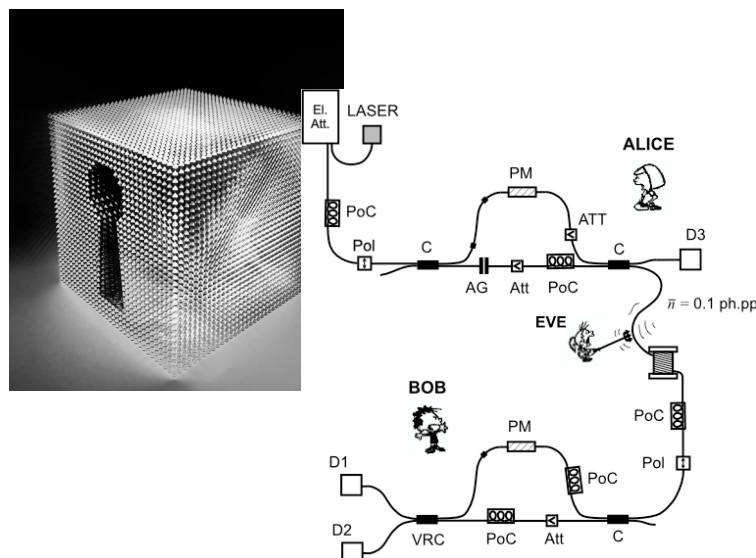 El.
Att.
LASER
PoC
Pol
C
PM
ATT
ALICE
C
D3
AG
Att
PoC
n̄ = 0.1 ph.pp
EVE
BOB
PoC
Pol
PM
PoC
D1
D2
VRC
PoC
Att
C